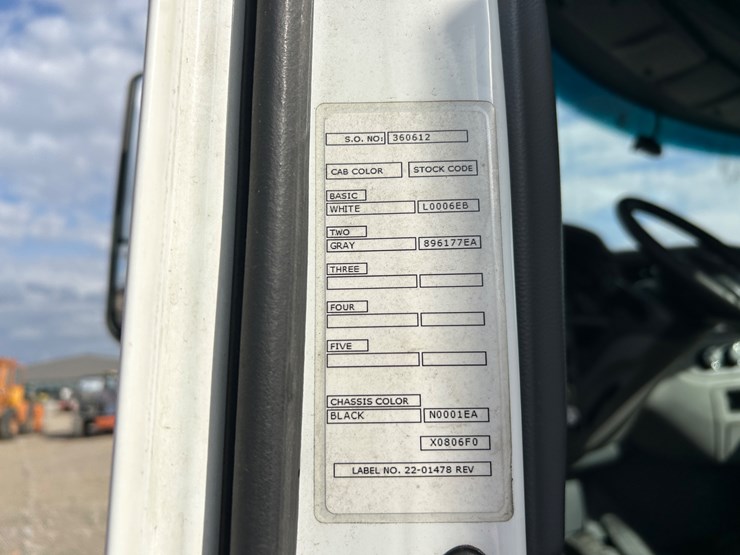 S.O. NO: 360612
CAB COLOR STOCK CODE
BASIC
WHITE L0006EB
TWO
GRAY 896177EA
THREE
FOUR
FIVE
CHASSIS COLOR
BLACK N0001EA
X0806F0
LABEL NO. 22-01478 REV